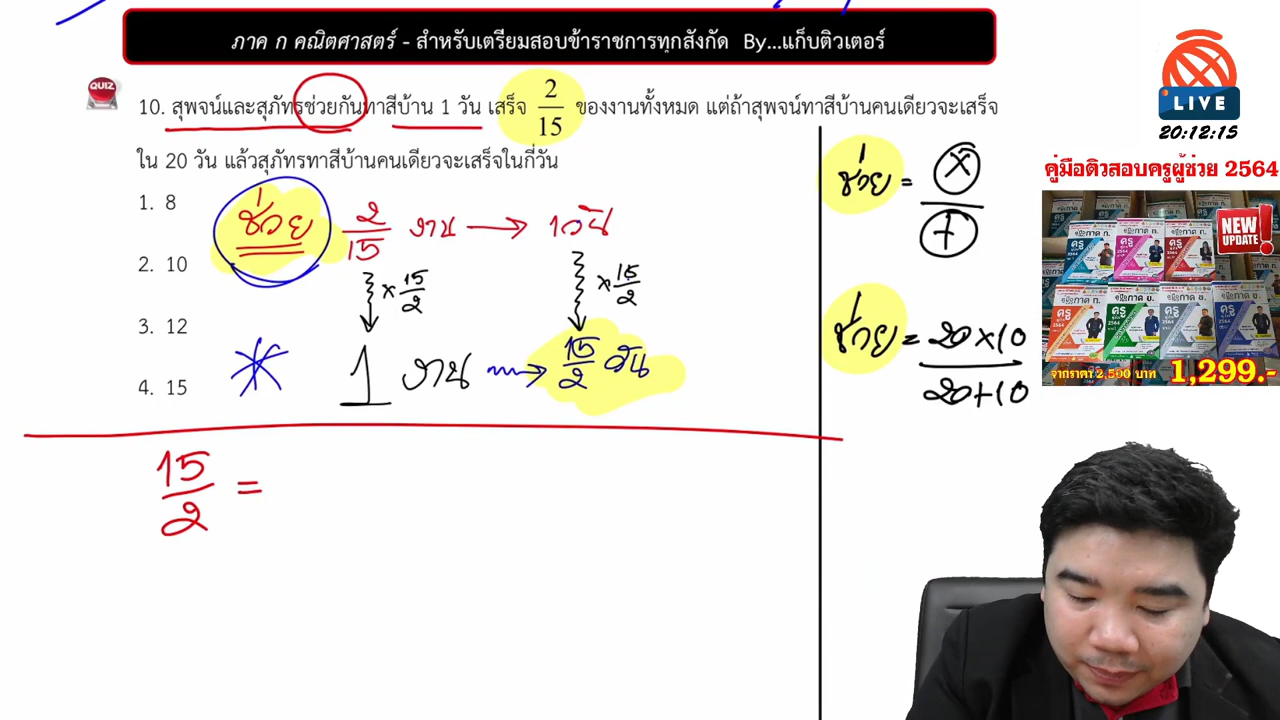 ภาค ก คณิตศาสตร์ - สำหรับเตรียมสอบข้าราชการทุกสังกัด By...แก็บติวเตอร์
QUIZ
10. สุพจน์และสุภัทรช่วยกันทาสีบ้าน 1 วัน เสร็จ 2/15 ของงานทั้งหมด แต่ถ้าสุพจน์ทาสีบ้านคนเดียวจะเสร็จ
ใน 20 วัน แล้วสุภัทรทาสีบ้านคนเดียวจะเสร็จในกี่วัน
1. 8
2. 10
3. 12
4. 15
ช่วย 2/15 งาน → 1วัน
× 15/2 × 15/2
1 งาน → 15/2 วัน
15/2 =
ช่วย = ×/+
ช่วย = 20×10/20+10
LIVE
20:12:15
คู่มือติวสอบครูผู้ช่วย 2564
NEW
UPDATE!
จากราคา 2,500 บาท 1,299.-